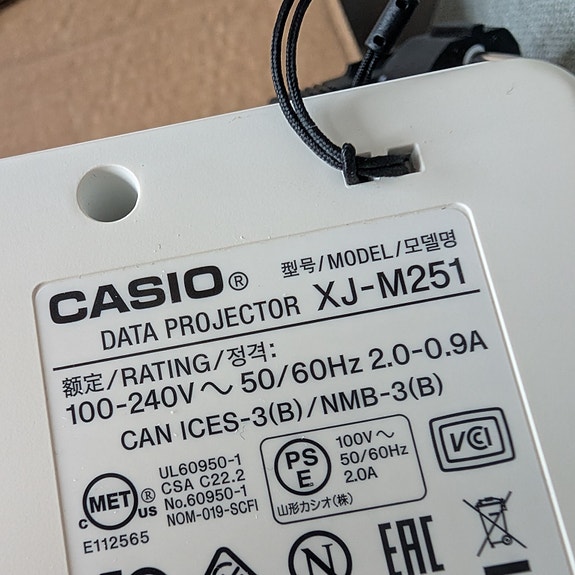 CASIO®
型号/MODEL/모델명
DATA PROJECTOR XJ-M251
额定/RATING/정격:
100-240V ~ 50/60Hz 2.0-0.9A
CAN ICES-3(B)/NMB-3(B)
c MET ® US
E112565
UL60950-1
CSA C22.2
No.60950-1
NOM-019-SCFI
PS
E
100V~
50/60Hz
2.0A
山形カシオ(株)
VCI
N
EAC